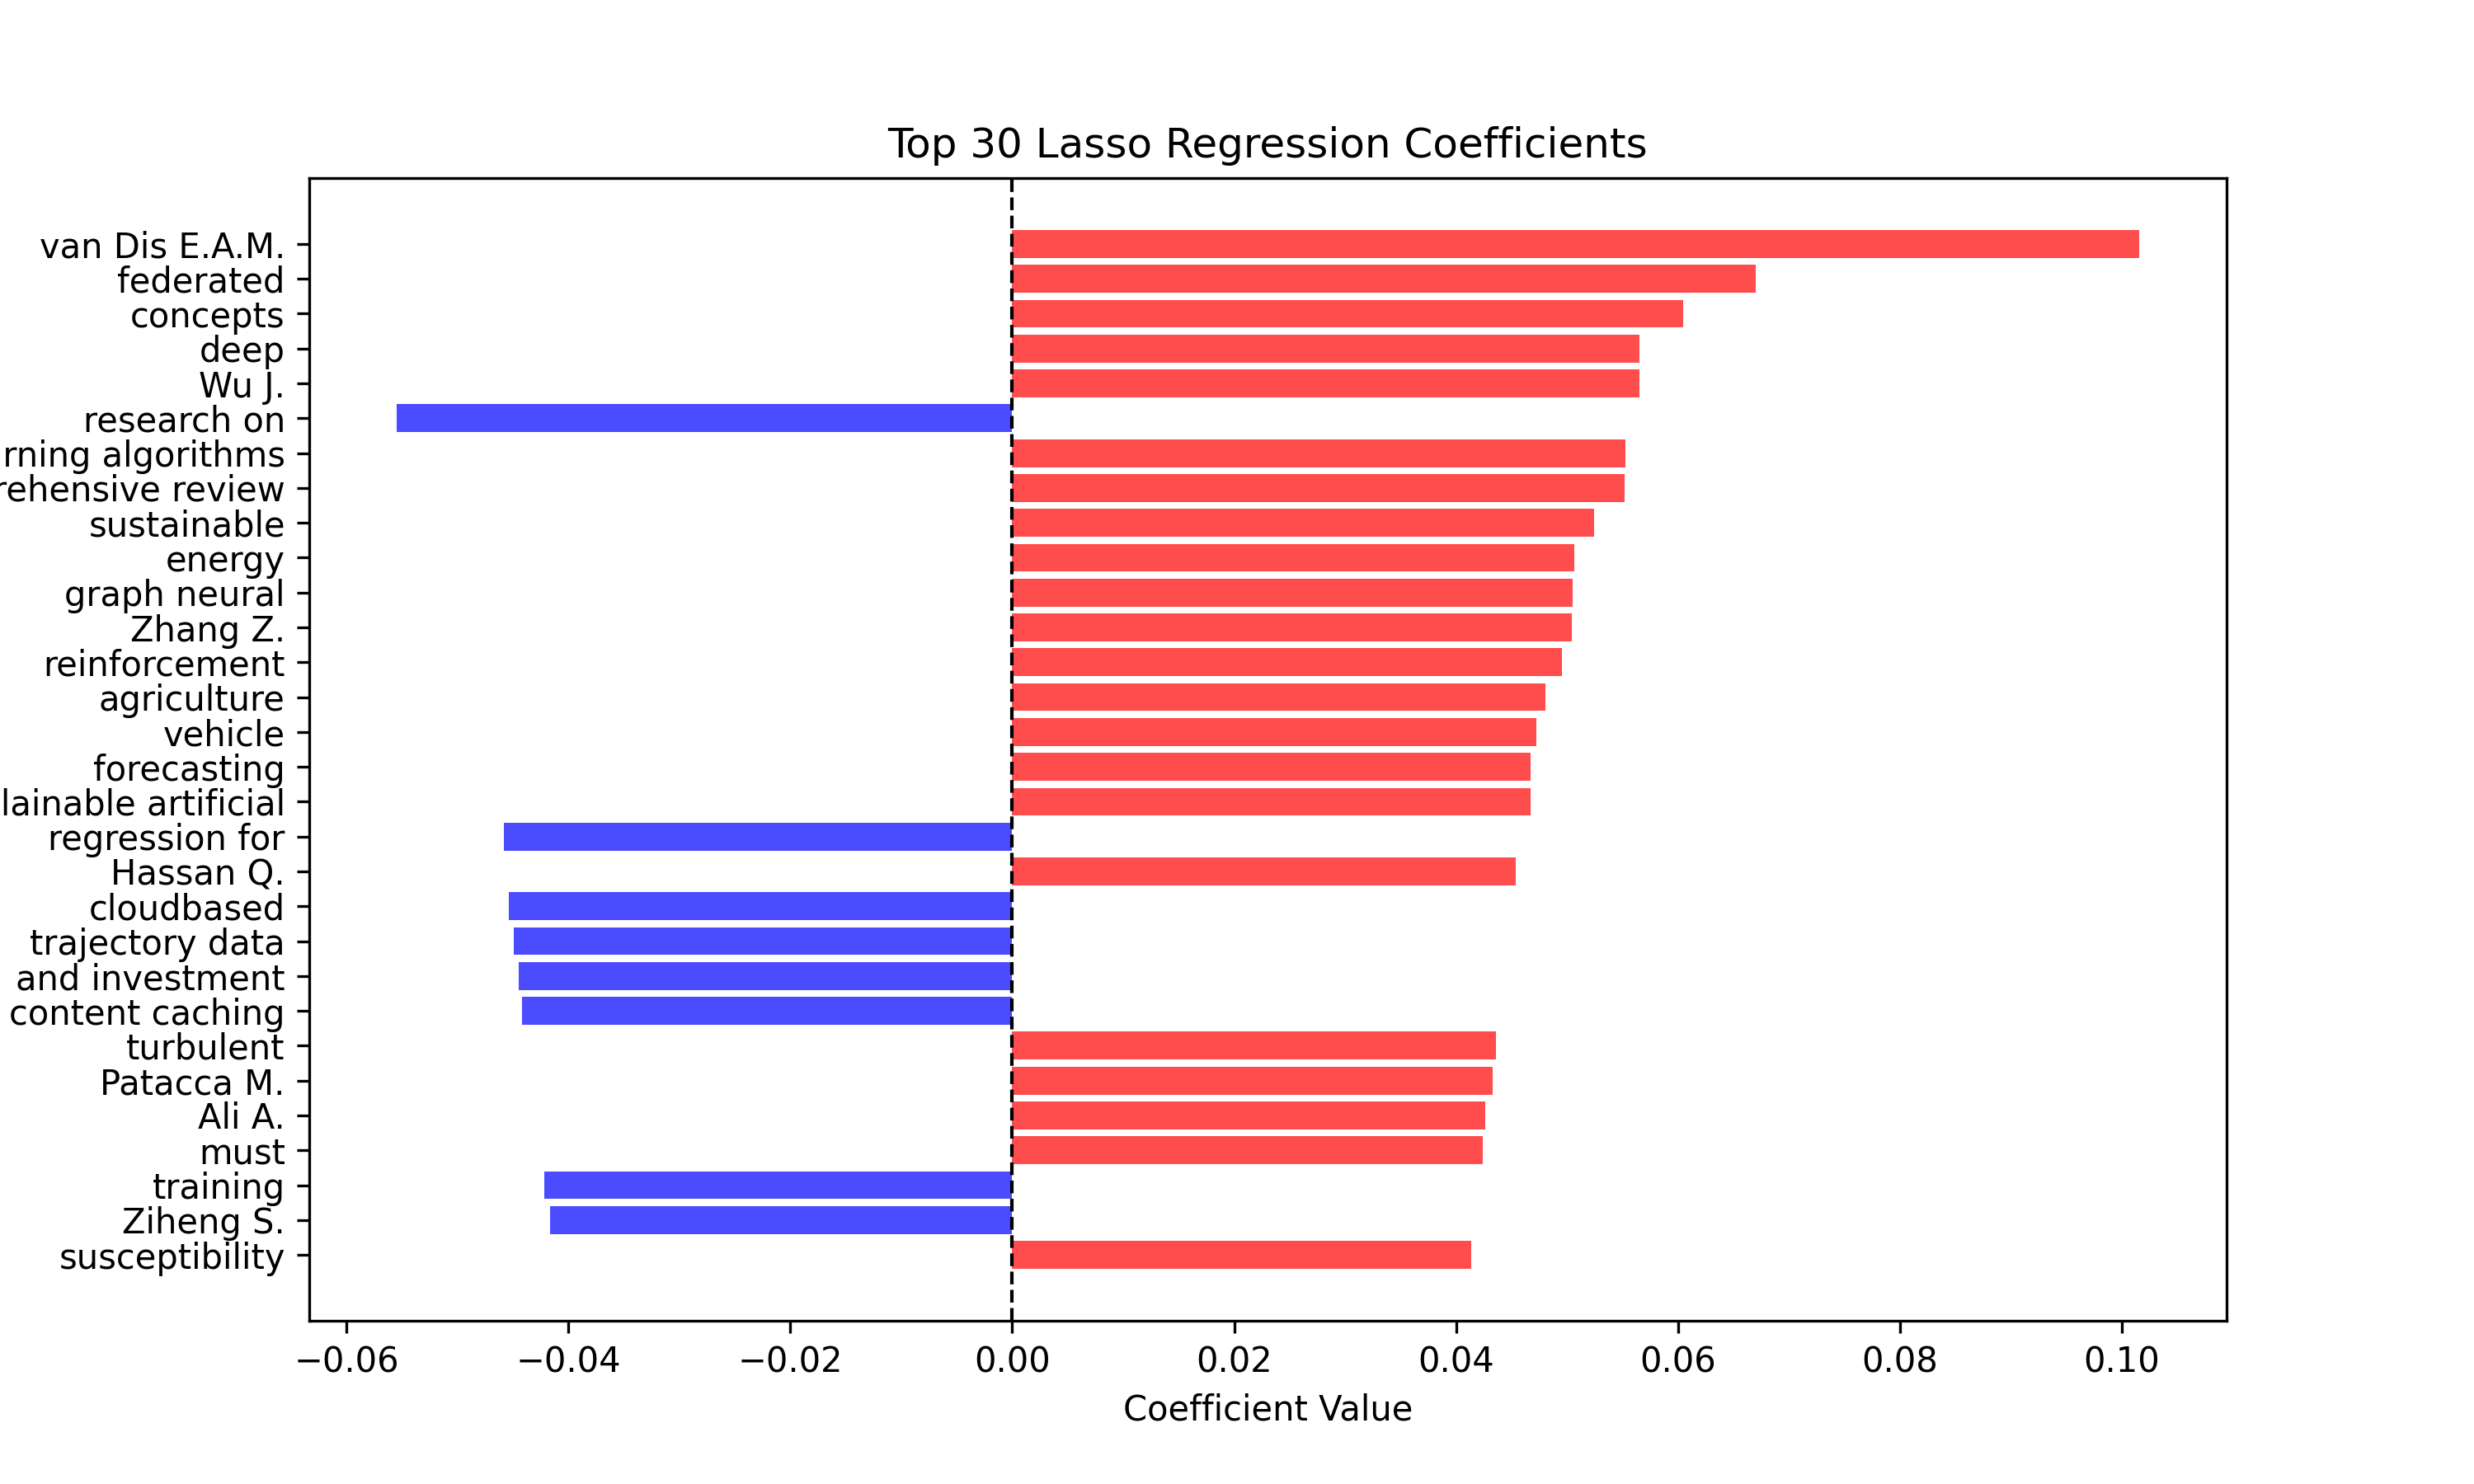 Top 30 Lasso Regression Coefficients
van Dis E.A.M.
federated
concepts
deep
Wu J.
research on
rning algorithms
rehensive review
sustainable
energy
graph neural
Zhang Z.
reinforcement
agriculture
vehicle
forecasting
lainable artificial
regression for
Hassan Q.
cloudbased
trajectory data
and investment
content caching
turbulent
Patacca M.
Ali A.
must
training
Ziheng S.
susceptibility
−0.06 −0.04 −0.02 0.00 0.02 0.04 0.06 0.08 0.10
Coefficient Value